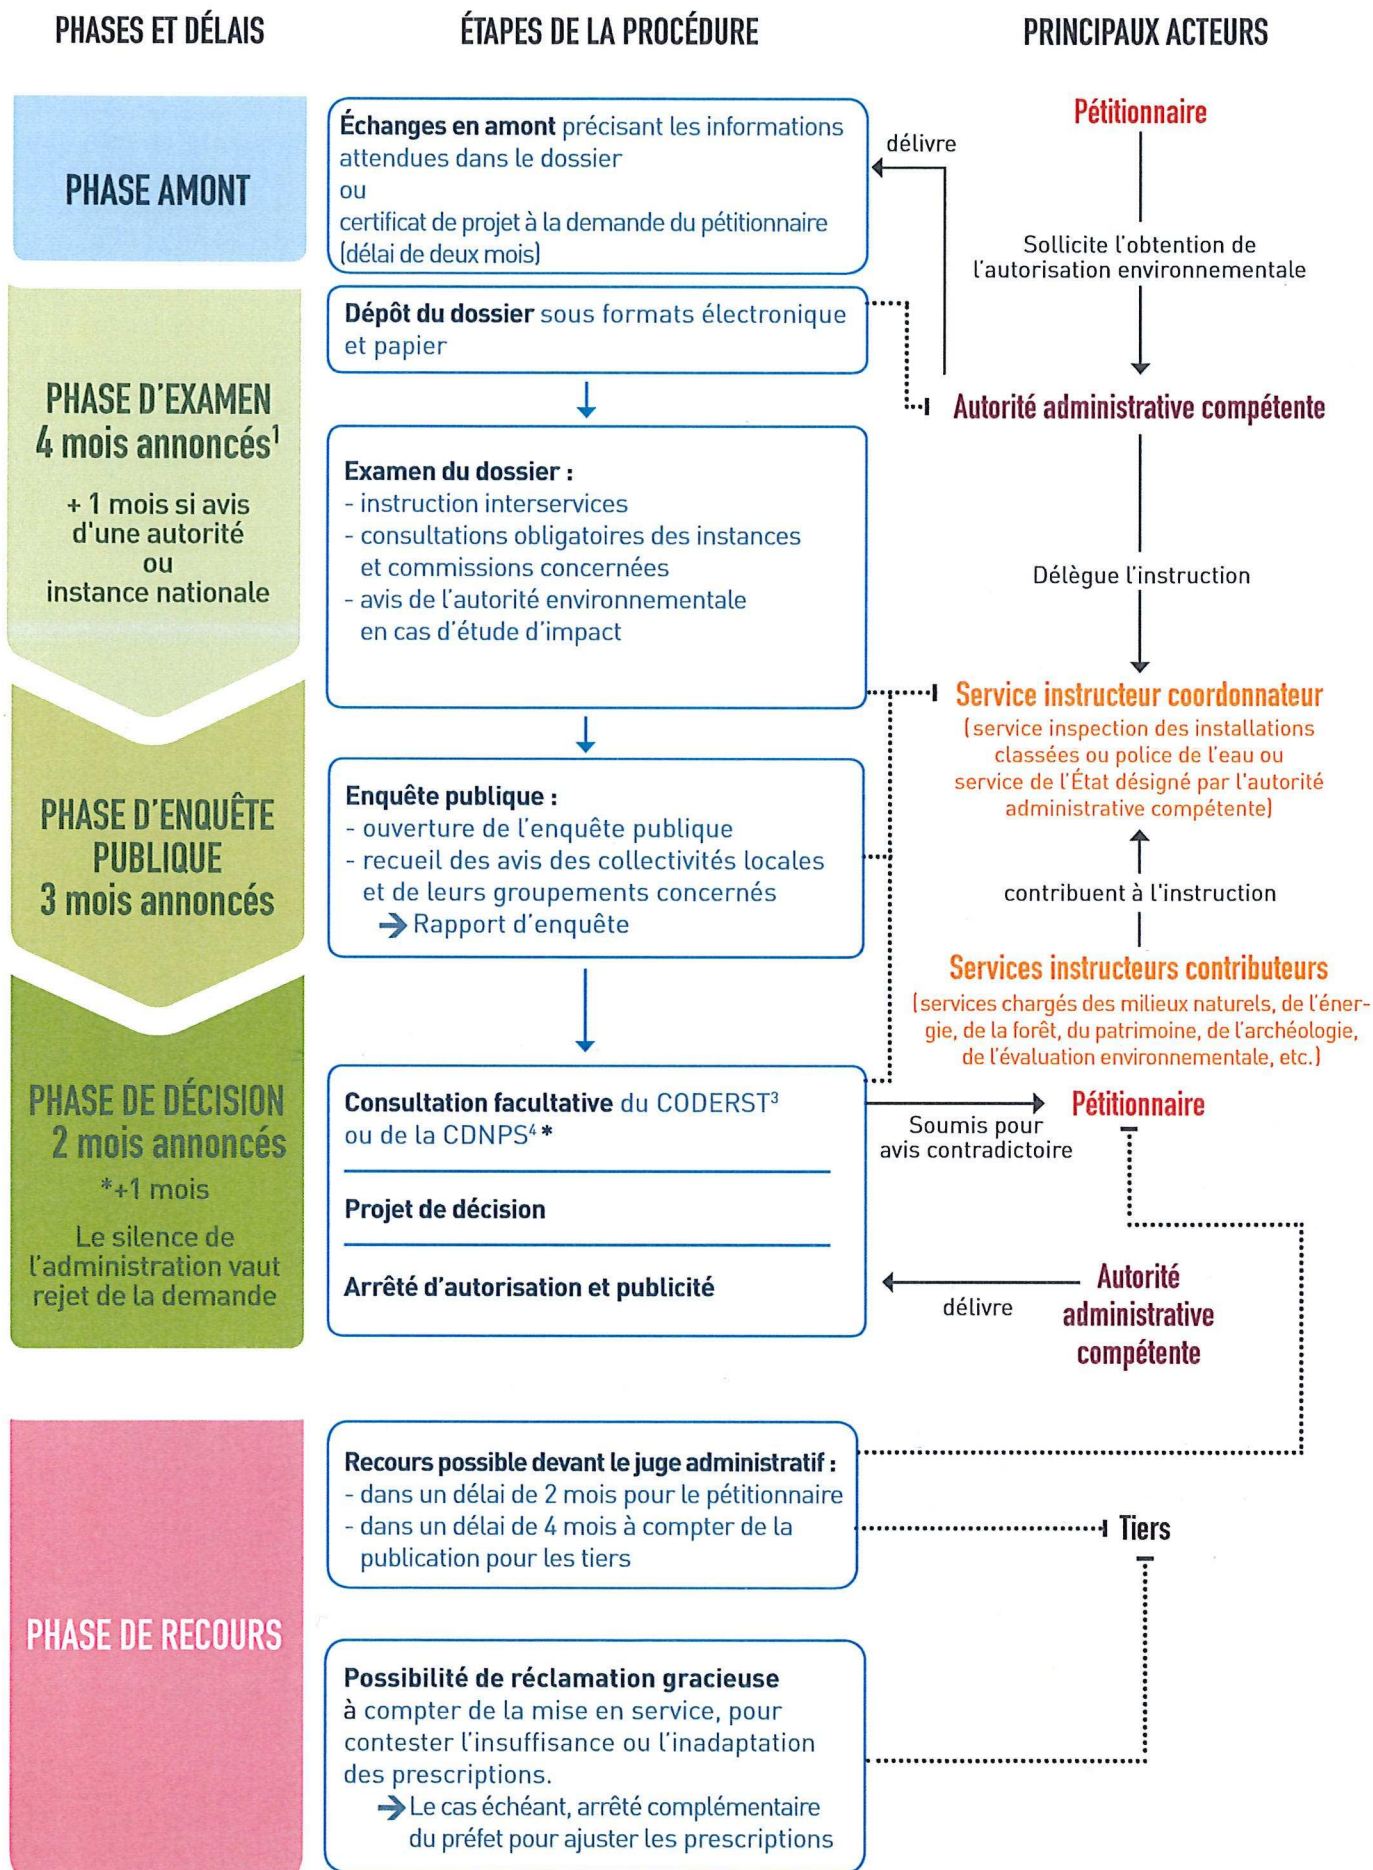 PHASES ET DÉLAIS
ÉTAPES DE LA PROCÉDURE
PRINCIPAUX ACTEURS
PHASE AMONT
Échanges en amont précisant les informations
attendues dans le dossier
ou
certificat de projet à la demande du pétitionnaire
(délai de deux mois)
délivre
Pétitionnaire
Sollicite l'obtention de
l'autorisation environnementale
Dépôt du dossier sous formats électronique
et papier
Autorité administrative compétente
PHASE D'EXAMEN
4 mois annoncés¹
+ 1 mois si avis
d'une autorité
ou
instance nationale
Examen du dossier :
- instruction interservices
- consultations obligatoires des instances
et commissions concernées
- avis de l'autorité environnementale
en cas d'étude d'impact
Délègue l'instruction
Service instructeur coordonnateur
(service inspection des installations
classées ou police de l'eau ou
service de l'État désigné par l'autorité
administrative compétente)
PHASE D'ENQUÊTE
PUBLIQUE
3 mois annoncés
Enquête publique :
- ouverture de l'enquête publique
- recueil des avis des collectivités locales
et de leurs groupements concernés
→ Rapport d'enquête
contribuent à l'instruction
Services instructeurs contributeurs
(services chargés des milieux naturels, de l'éner-
gie, de la forêt, du patrimoine, de l'archéologie,
de l'évaluation environnementale, etc.)
PHASE DE DÉCISION
2 mois annoncés
*+1 mois
Le silence de
l'administration vaut
rejet de la demande
Consultation facultative du CODERST³
ou de la CDNPS⁴ *
Projet de décision
Arrêté d'autorisation et publicité
Soumis pour
avis contradictoire
Pétitionnaire
délivre
Autorité
administrative
compétente
PHASE DE RECOURS
Recours possible devant le juge administratif :
- dans un délai de 2 mois pour le pétitionnaire
- dans un délai de 4 mois à compter de la
publication pour les tiers
Tiers
Possibilité de réclamation gracieuse
à compter de la mise en service, pour
contester l'insuffisance ou l'inadaptation
des prescriptions.
→ Le cas échéant, arrêté complémentaire
du préfet pour ajuster les prescriptions